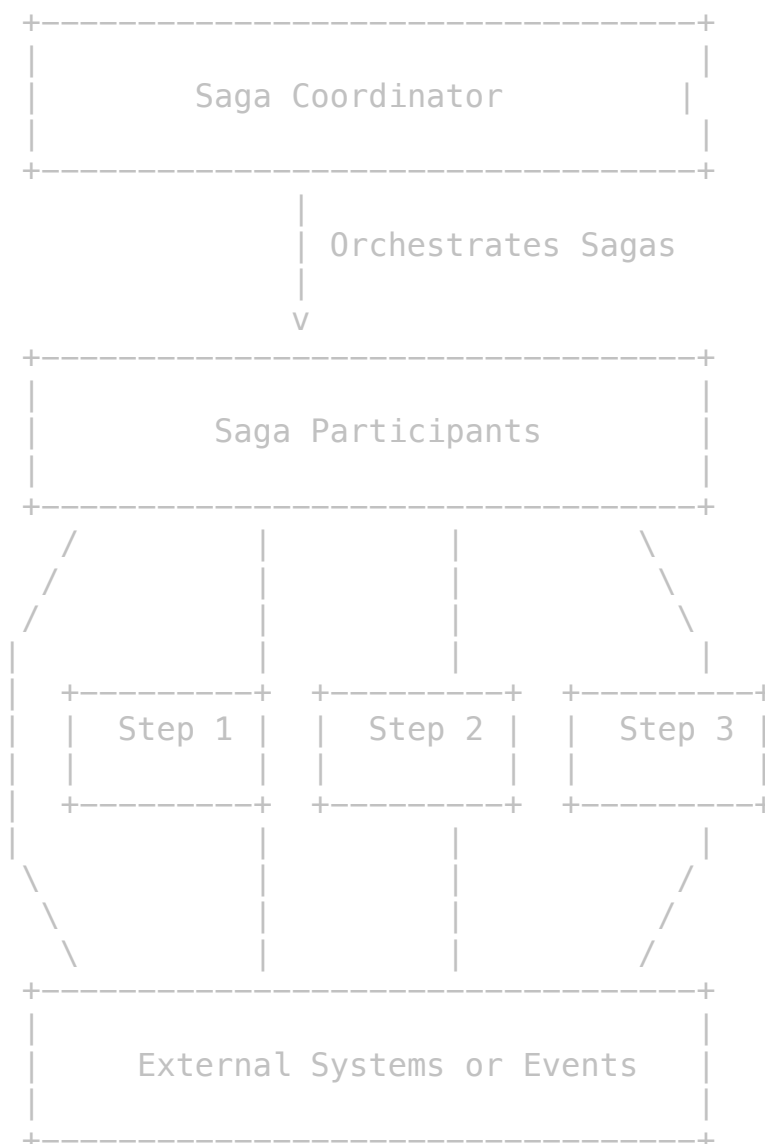 Saga Coordinator
Orchestrates Sagas
v
Saga Participants
Step 1 Step 2 Step 3
External Systems or Events